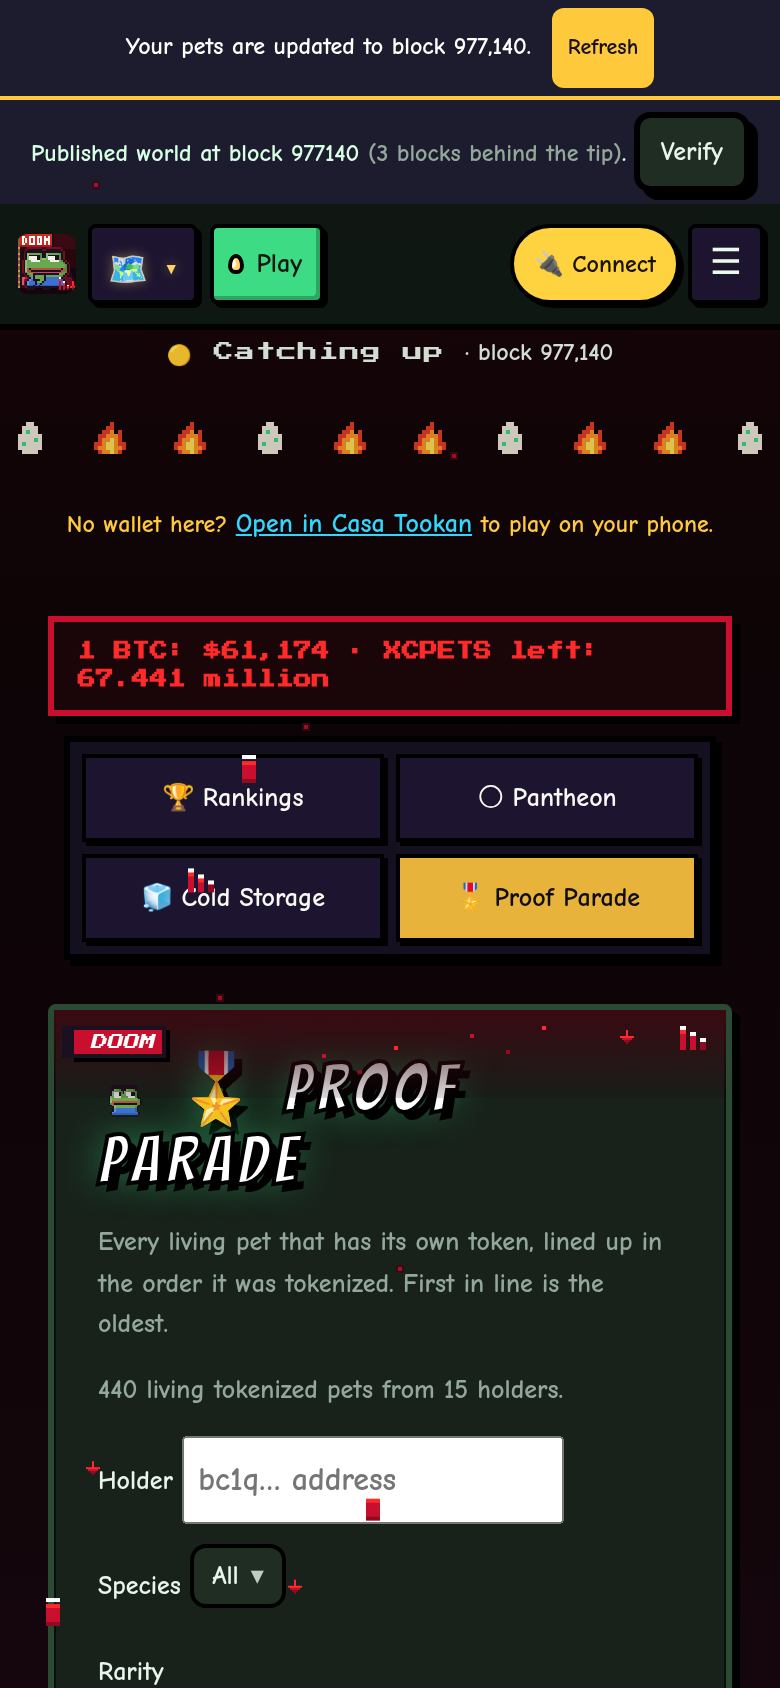 Your pets are updated to block 977,140. Refresh
Published world at block 977140 (3 blocks behind the tip). Verify
DOOM
▼ Play Connect ☰
Catching up · block 977,140
No wallet here? Open in Casa Tookan to play on your phone.
1 BTC: $61,174 · XCPETS left:
67.441 million
Rankings Pantheon
Cold Storage Proof Parade
DOOM
PROOF
PARADE
Every living pet that has its own token, lined up in
the order it was tokenized. First in line is the
oldest.
440 living tokenized pets from 15 holders.
Holder bc1q... address
Species All ▼
Rarity